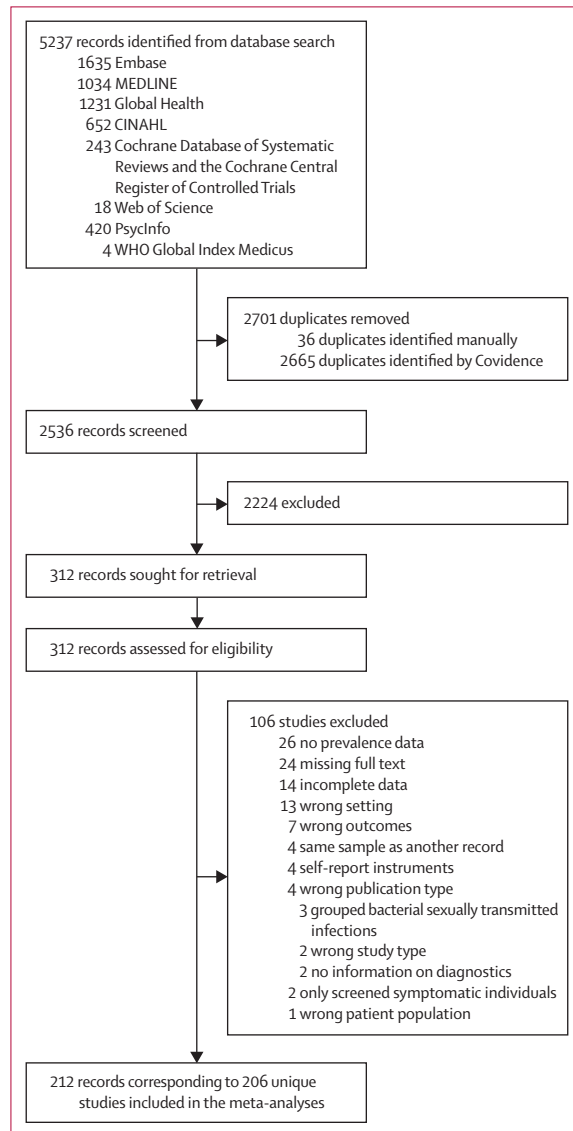 5237 records identified from database search
1635 Embase
1034 MEDLINE
1231 Global Health
652 CINAHL
243 Cochrane Database of Systematic
Reviews and the Cochrane Central
Register of Controlled Trials
18 Web of Science
420 PsycInfo
4 WHO Global Index Medicus
2701 duplicates removed
36 duplicates identified manually
2665 duplicates identified by Covidence
2536 records screened
2224 excluded
312 records sought for retrieval
312 records assessed for eligibility
106 studies excluded
26 no prevalence data
24 missing full text
14 incomplete data
13 wrong setting
7 wrong outcomes
4 same sample as another record
4 self-report instruments
4 wrong publication type
3 grouped bacterial sexually transmitted
infections
2 wrong study type
2 no information on diagnostics
2 only screened symptomatic individuals
1 wrong patient population
212 records corresponding to 206 unique
studies included in the meta-analyses